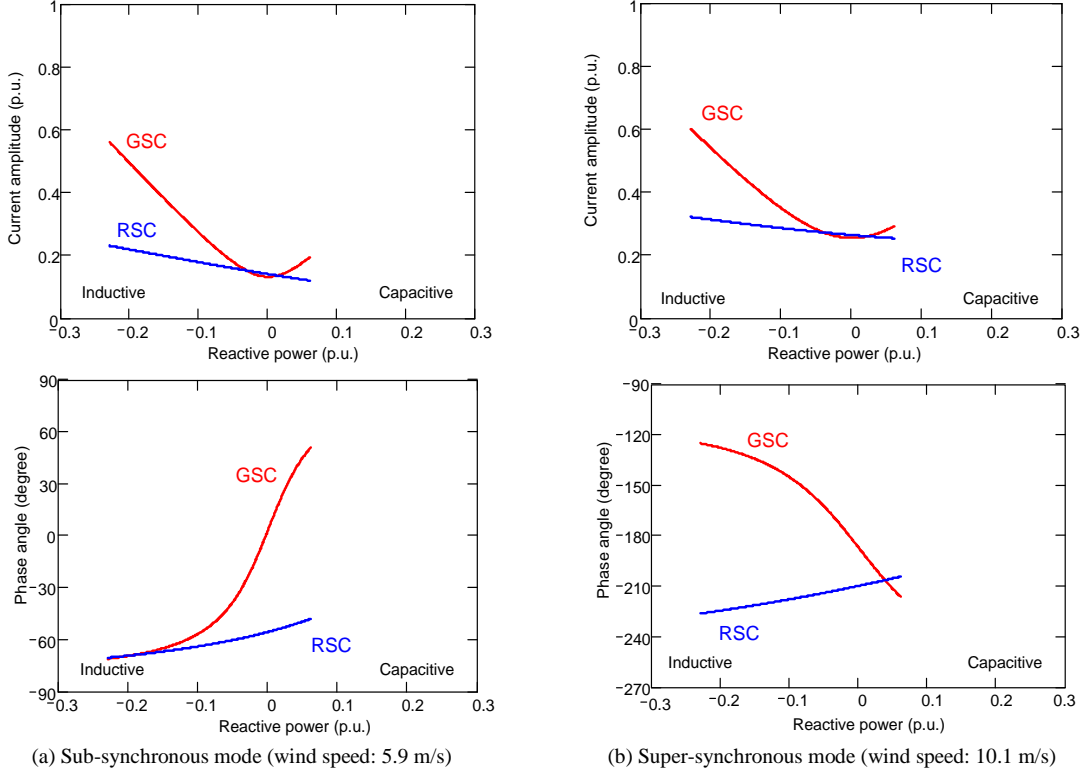 1
0.8
0.6
0.4
0.2
0
Current amplitude (p.u.)
GSC
RSC
Inductive
Capacitive
−0.3
−0.2
−0.1
0
0.1
0.2
0.3
Reactive power (p.u.)
1
0.8
0.6
0.4
0.2
0
Current amplitude (p.u.)
GSC
RSC
Inductive
Capacitive
−0.3
−0.2
−0.1
0
0.1
0.2
0.3
Reactive power (p.u.)
90
60
30
0
−30
−60
−90
Phase angle (degree)
GSC
RSC
Inductive
Capacitive
−0.3
−0.2
−0.1
0
0.1
0.2
0.3
Reactive power (p.u.)
−90
−120
−150
−180
−210
−240
−270
Phase angle (degree)
GSC
RSC
Inductive
Capacitive
−0.3
−0.2
−0.1
0
0.1
0.2
0.3
Reactive power (p.u.)
(a) Sub-synchronous mode (wind speed: 5.9 m/s)
(b) Super-synchronous mode (wind speed: 10.1 m/s)